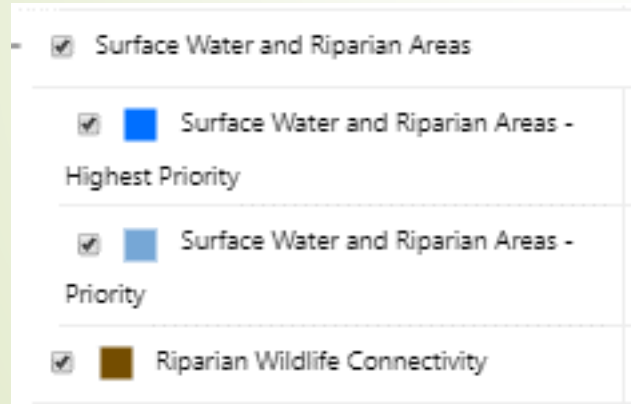 Surface Water and Riparian Areas
Surface Water and Riparian Areas -
Highest Priority
Surface Water and Riparian Areas -
Priority
Riparian Wildlife Connectivity